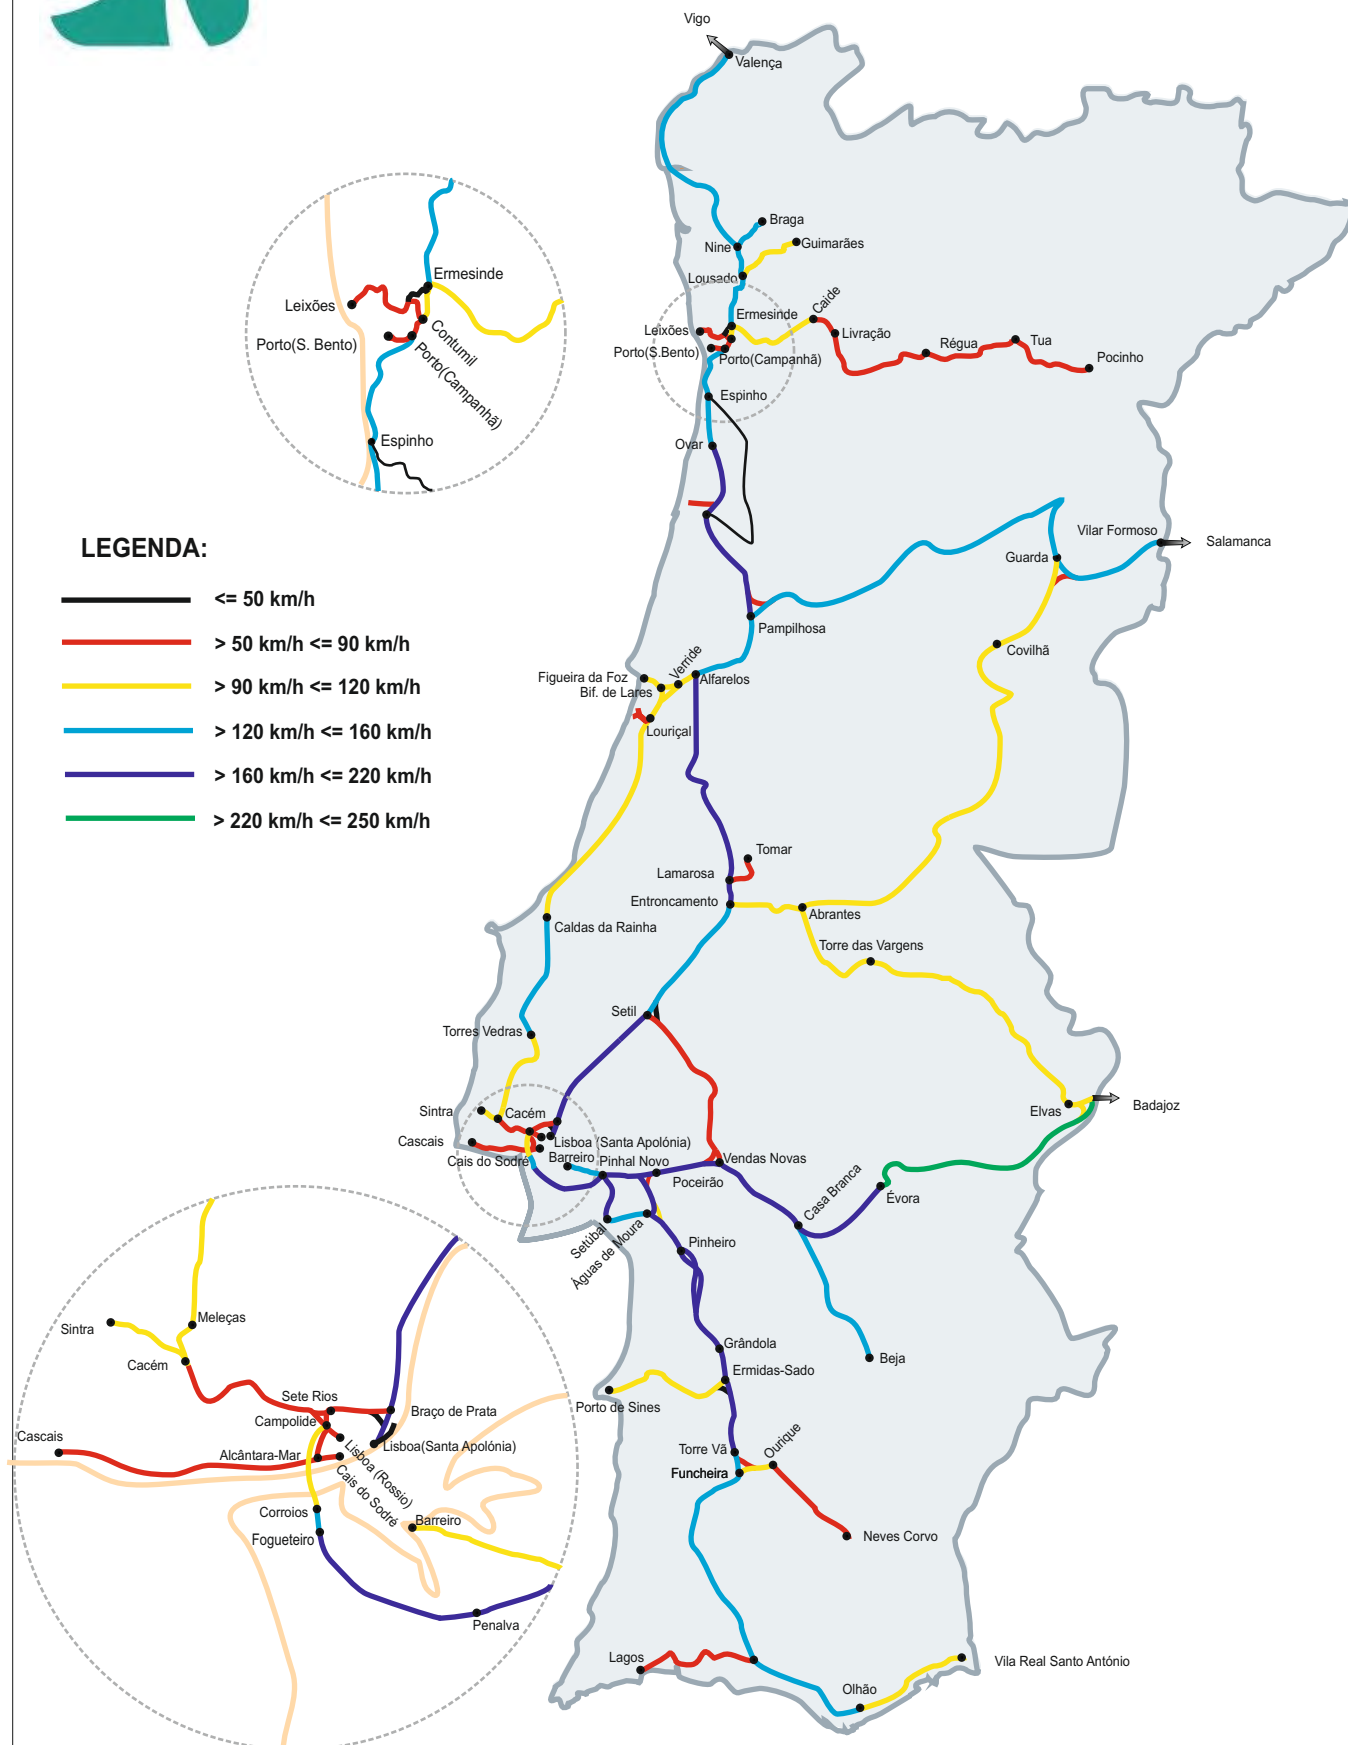 Vigo
Valença
Braga
Guimarães
Nine
Lousado
Ermesinde
Caide
Leixões
Livração
Porto(S.Bento)
Porto(Campanhã)
Régua
Tua
Pocinho
Espinho
Ovar
Ermesinde
Leixões
Contumil
Porto(S. Bento)
Porto(Campanhã)
Espinho
Vilar Formoso
Salamanca
Guarda
LEGENDA:
<= 50 km/h
> 50 km/h <= 90 km/h
> 90 km/h <= 120 km/h
> 120 km/h <= 160 km/h
> 160 km/h <= 220 km/h
> 220 km/h <= 250 km/h
Pampilhosa
Covilhã
Verride
Figueira da Foz
Bif. de Lares
Alfarelos
Louriçal
Tomar
Lamarosa
Entroncamento
Abrantes
Caldas da Rainha
Torre das Vargens
Setil
Torres Vedras
Sintra
Cacém
Elvas
Badajoz
Cascais
Lisboa (Santa Apolónia)
Cais do Sodré
Barreiro
Pinhal Novo
Vendas Novas
Poceirão
Casa Branca
Évora
Setúbal
Àguas de Moura
Pinheiro
Grândola
Ermidas-Sado
Beja
Porto de Sines
Torre Vã
Ourique
Funcheira
Neves Corvo
Lagos
Olhão
Vila Real Santo António
Meleças
Sintra
Cacém
Sete Rios
Campolide
Braço de Prata
Cascais
Alcântara-Mar
Lisboa(Santa Apolónia)
Lisboa (Rossio)
Cais do Sodré
Corroios
Barreiro
Fogueteiro
Penalva